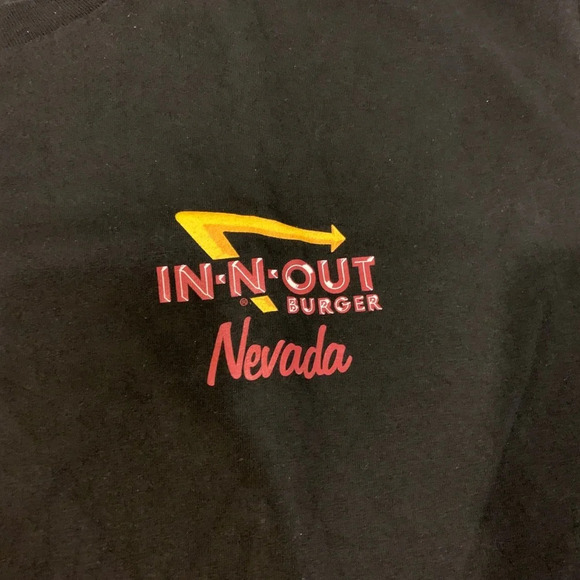 IN-N-OUT
BURGER
®
Nevada